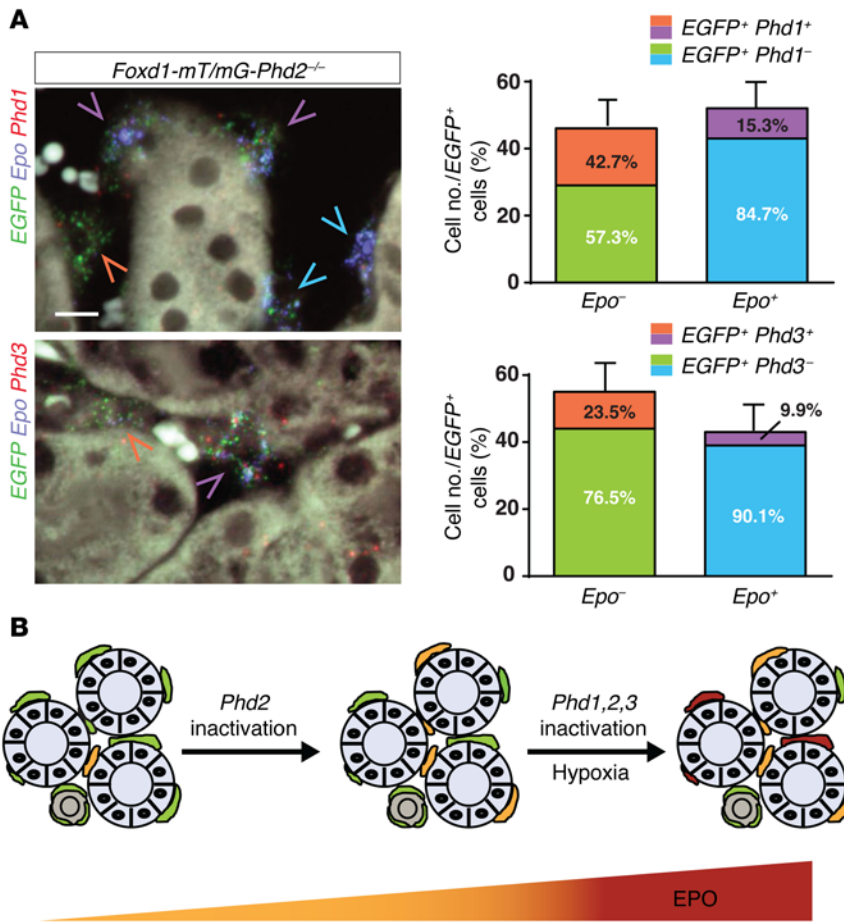 A
Foxd1-mT/mG-Phd2⁻/⁻
EGFP Epo Phd1
EGFP⁺ Phd1⁺
EGFP⁺ Phd1⁻
Cell no./EGFP⁺
cells (%)
60
40
20
0
42.7%
57.3%
15.3%
84.7%
Epo⁻
Epo⁺
EGFP Epo Phd3
EGFP⁺ Phd3⁺
EGFP⁺ Phd3⁻
Cell no./EGFP⁺
cells (%)
60
40
20
0
23.5%
76.5%
9.9%
90.1%
Epo⁻
Epo⁺
B
Phd2
inactivation
Phd1,2,3
inactivation
Hypoxia
EPO